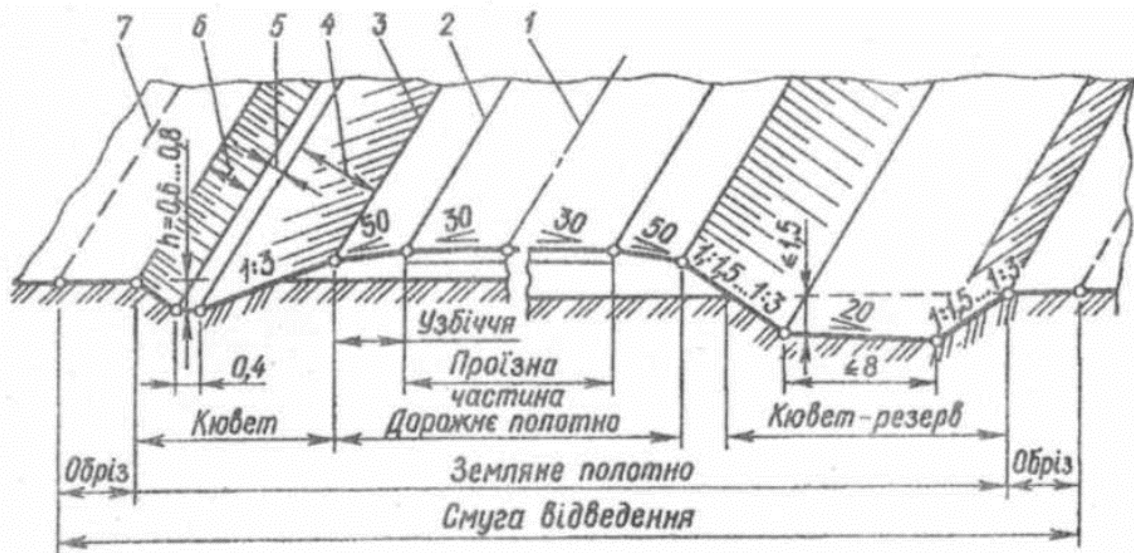 7 6 5 4 3 2 1
h=0,6...0,8
1:3
50
30
30
50
1:1,5...1:3
≤1,5
20
1:1,5...1:3
Узбіччя
0,4
Проїзна
частина
≤8
Кювет
Дорожнє полотно
Кювет-резерв
Обріз
Земляне полотно
Обріз
Смуга відведення